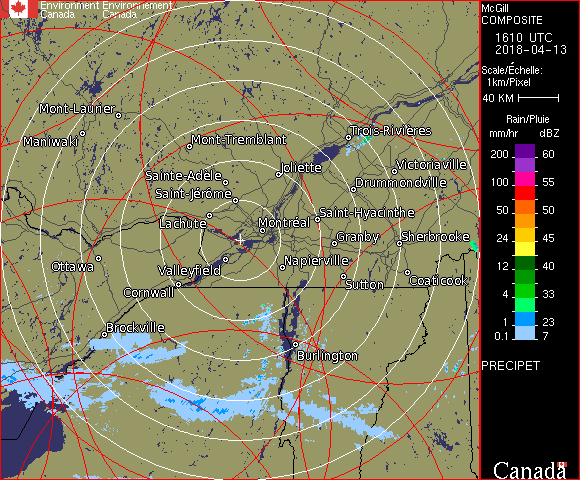 Environment Environnement
Canada Canada
McGill
COMPOSITE
1610 UTC
2018-04-13
Scale/Échelle:
1km/Pixel
40 KM
Rain/Pluie
mm/hr dBZ
200 60
150 57
100 55
50 50
24 45
12 40
4 33
1 23
0.1 7
PRECIPET
Canada
Mont-Laurier
Maniwaki
Mont-Tremblant
Trois-Rivières
Joliette
Victoriaville
Sainte-Adèle
Drummondville
Saint-Jérôme
Lachute
Montréal
Saint-Hyacinthe
Granby
Sherbrooke
Ottawa
Valleyfield
Napierville
Cornwall
Sutton
Coaticook
Brockville
Burlington